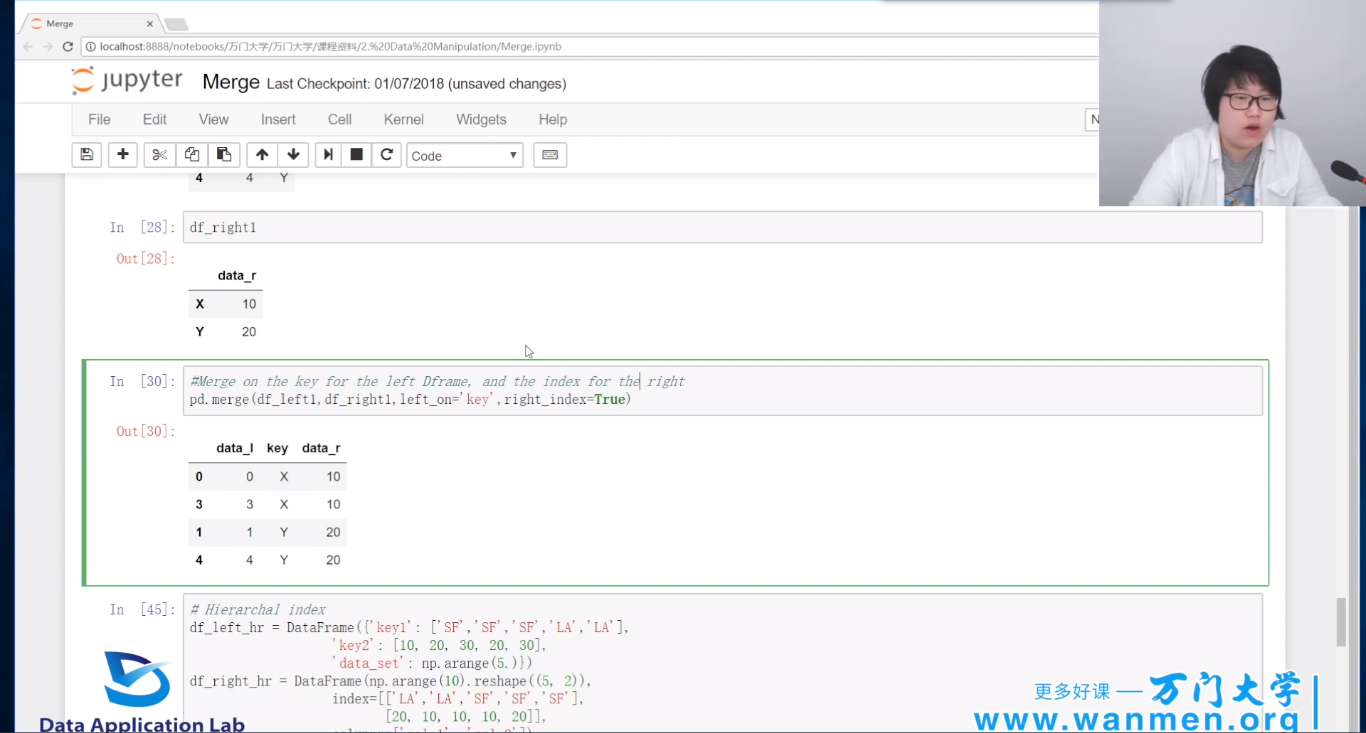 Merge
localhost:8888/notebooks/万门大学/万门大学/课程资料/2.%20Data%20Manipulation/Merge.ipynb
jupyter Merge Last Checkpoint: 01/07/2018 (unsaved changes)
File Edit View Insert Cell Kernel Widgets Help N
Code
4 4 Y
In [28]: df_right1
Out[28]:
data_r
X 10
Y 20
In [30]: #Merge on the key for the left Dframe, and the index for the right
pd.merge(df_left1,df_right1,left_on='key',right_index=True)
Out[30]:
data_l key data_r
0 0 X 10
3 3 X 10
1 1 Y 20
4 4 Y 20
In [45]: # Hierarchal index
df_left_hr = DataFrame({'key1': ['SF','SF','SF','LA','LA'],
'key2': [10, 20, 30, 20, 30],
'data_set': np.arange(5.)})
df_right_hr = DataFrame(np.arange(10).reshape((5, 2)),
index=[['LA','LA','SF','SF','SF'],
[20, 10, 10, 10, 20]],
Data Application Lab
更多好课 — 万门大学
www.wanmen.org